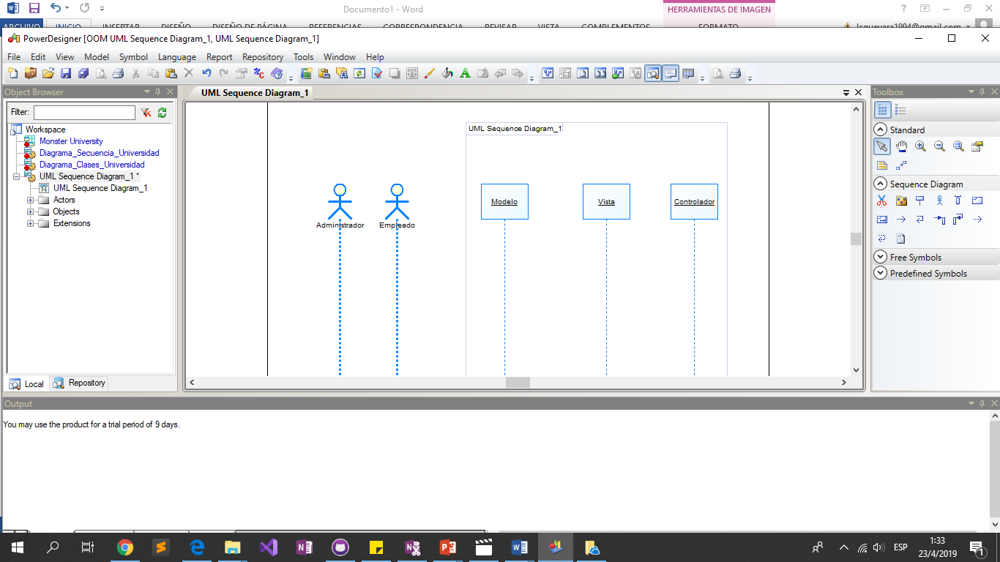 Documento1 - Word
HERRAMIENTAS DE IMAGEN
ARCHIVO INICIO INSERTAR DISEÑO DISEÑO DE PÁGINA REFERENCIAS CORRESPONDENCIA REVISAR VISTA COMPLEMENTOS FORMATO lcguevara1994@gmail.com
PowerDesigner [OOM UML Sequence Diagram_1, UML Sequence Diagram_1]
File Edit View Model Symbol Language Report Repository Tools Window Help
Object Browser
UML Sequence Diagram_1
Toolbox
Filter:
Workspace
Monster University
Diagrama_Secuencia_Universidad
Diagrama_Clases_Universidad
UML Sequence Diagram_1 *
UML Sequence Diagram_1
Actors
Objects
Extensions
Local Repository
UML Sequence Diagram_1
Administrador Empleado
Modelo Vista Controlador
Standard
Sequence Diagram
Free Symbols
Predefined Symbols
Output
You may use the product for a trial period of 9 days.
ESP
1:33
23/4/2019
1